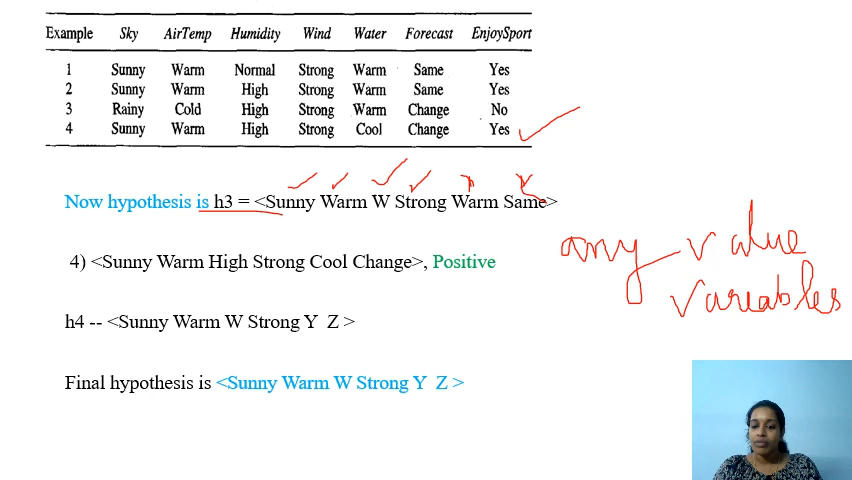 Example Sky AirTemp Humidity Wind Water Forecast EnjoySport
1 Sunny Warm Normal Strong Warm Same Yes
2 Sunny Warm High Strong Warm Same Yes
3 Rainy Cold High Strong Warm Change No
4 Sunny Warm High Strong Cool Change Yes
Now hypothesis is h3 = <Sunny Warm W Strong Warm Same>
any value
vareables
4) <Sunny Warm High Strong Cool Change>, Positive
h4 -- <Sunny Warm W Strong Y Z >
Final hypothesis is <Sunny Warm W Strong Y Z >